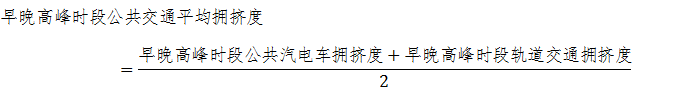 早晚高峰时段公共交通平均拥挤度
= 早晚高峰时段公共汽电车拥挤度 + 早晚高峰时段轨道交通拥挤度
2